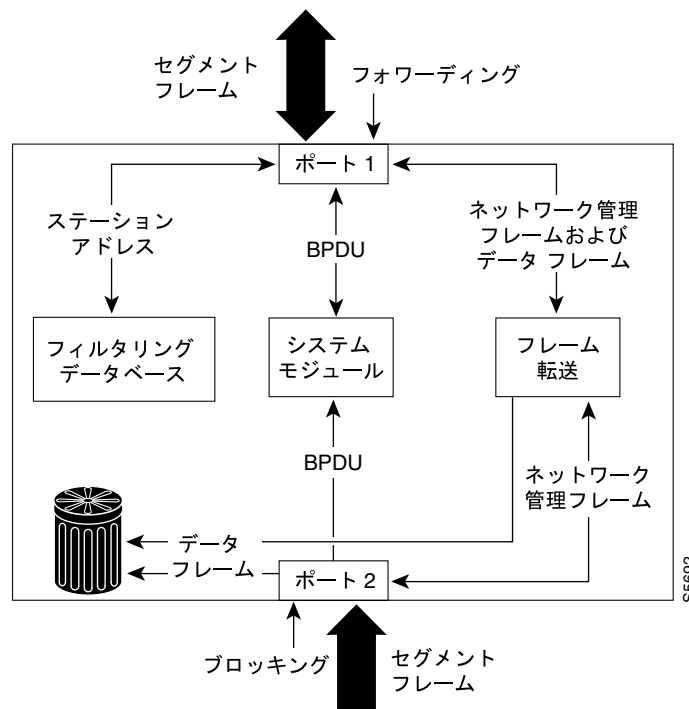 セグメント
フレーム
フォワーディング
ポート 1
ステーション
アドレス
BPDU
ネットワーク管理
フレームおよび
データ フレーム
フィルタリング
データベース
システム
モジュール
フレーム
転送
BPDU
ネットワーク
管理フレーム
データ
フレーム
ポート 2
S5692
ブロッキング
セグメント
フレーム